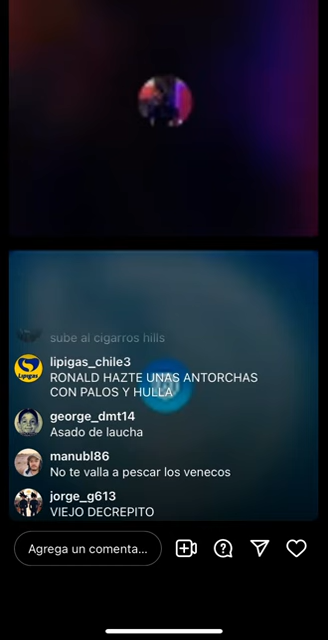 sube al cigarros hills
lipigas_chile3
RONALD HAZTE UNAS ANTORCHAS
CON PALOS Y HULLA
Lipigas
george_dmt14
Asado de laucha
manubl86
No te valla a pescar los venecos
jorge_g613
VIEJO DECREPITO
Agrega un comenta...